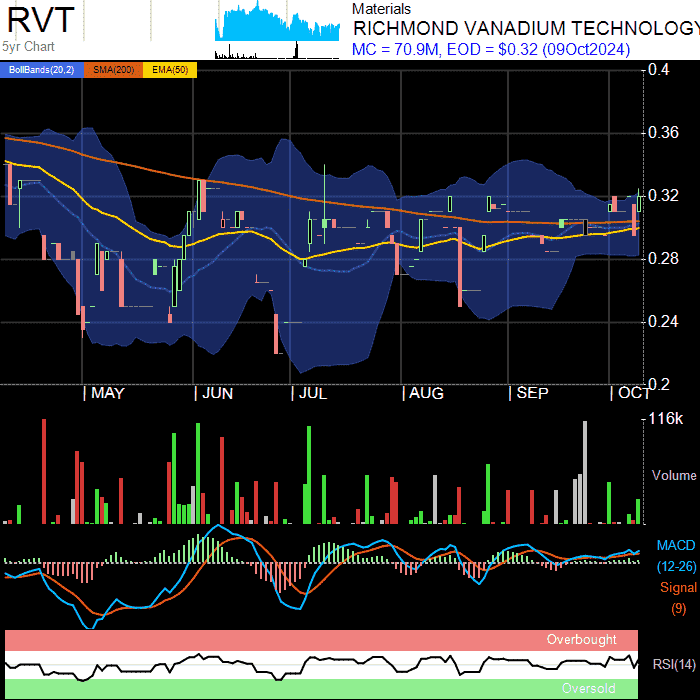 RVT
5yr Chart
Materials
RICHMOND VANADIUM TECHNOLOGY
MC = 70.9M, EOD = $0.32 (09Oct2024)
BollBands(20,2) SMA(200) EMA(50)
0.4
0.36
0.32
0.28
0.24
0.2
| MAY | JUN | JUL | AUG | SEP | OCT
116k
Volume
MACD
(12-26)
Signal
(9)
Overbought
RSI(14)
Oversold